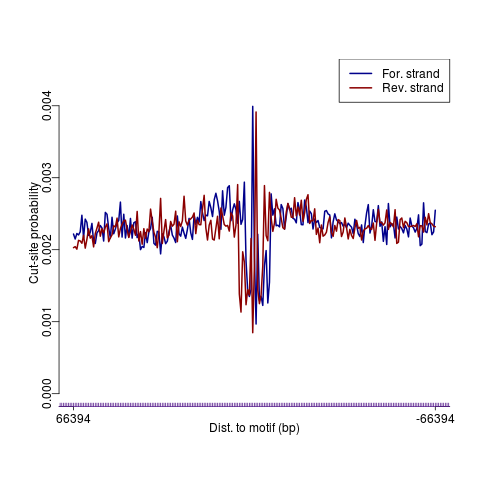 For. strand
Rev. strand
0.004
0.003
0.002
0.001
0.000
Cut-site probability
66394
-66394
Dist. to motif (bp)